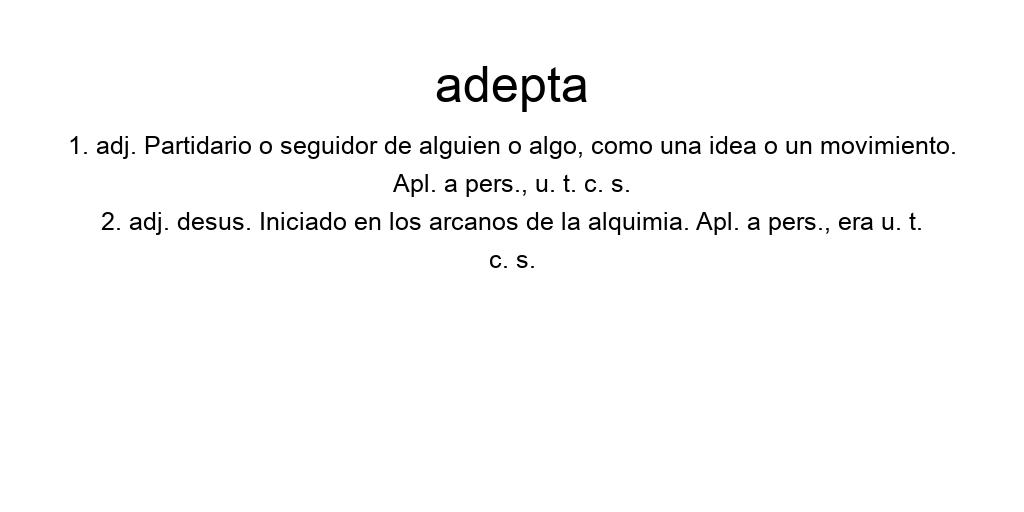 adepta
1. adj. Partidario o seguidor de alguien o algo, como una idea o un movimiento.
Apl. a pers., u. t. c. s.
2. adj. desus. Iniciado en los arcanos de la alquimia. Apl. a pers., era u. t.
c. s.